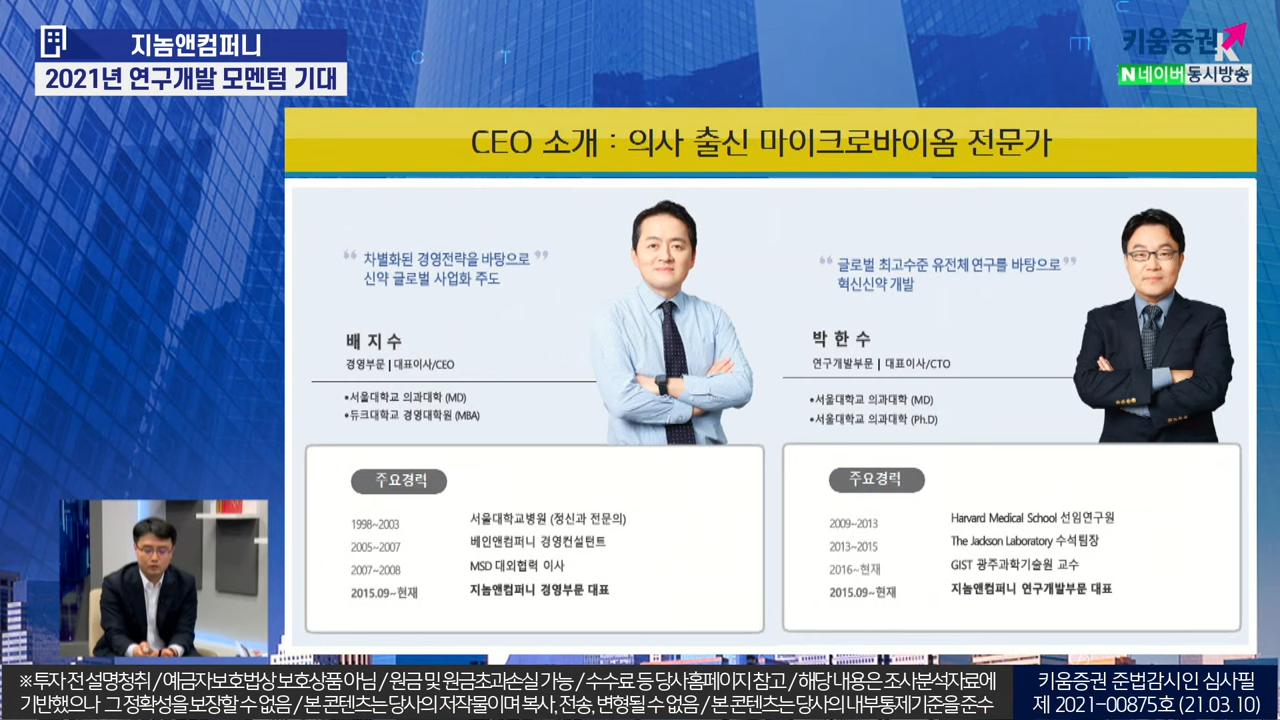 지놈앤컴퍼니
2021년 연구개발 모멘텀 기대
키움증권
N 네이버 동시방송
CEO 소개 : 의사 출신 마이크로바이옴 전문가
“ 차별화된 경영전략을 바탕으로 ”
신약 글로벌 사업화 주도
배 지 수
경영부문 | 대표이사/CEO
•서울대학교 의과대학 (MD)
•듀크대학교 경영대학원 (MBA)
주요경력
1998~2003 서울대학교병원 (정신과 전문의)
2005~2007 베인앤컴퍼니 경영컨설턴트
2007~2008 MSD 대외협력 이사
2015.09~현재 지놈앤컴퍼니 경영부문 대표
“ 글로벌 최고수준 유전체 연구를 바탕으로 ”
혁신신약 개발
박 한 수
연구개발부문 | 대표이사/CTO
•서울대학교 의과대학 (MD)
•서울대학교 의과대학 (Ph.D)
주요경력
2009~2013 Harvard Medical School 선임연구원
2013~2015 The Jackson Laboratory 수석팀장
2016~현재 GIST 광주과학기술원 교수
2015.09~현재 지놈앤컴퍼니 연구개발부문 대표
※ 투자 전 설명청취 / 예금자보호법상 보호상품 아님 / 원금 및 원금초과손실 가능 / 수수료 등 당사홈페이지 참고 / 해당 내용은 조사분석자료에
기반했으나 그 정확성을 보장할 수 없음 / 본 콘텐츠는 당사의 저작물이며 복사, 전송, 변형될 수 없음 / 본 콘텐츠는 당사의 내부통제기준을 준수
키움증권 준법감시인 심사필
제 2021-00875호 (21.03.10)